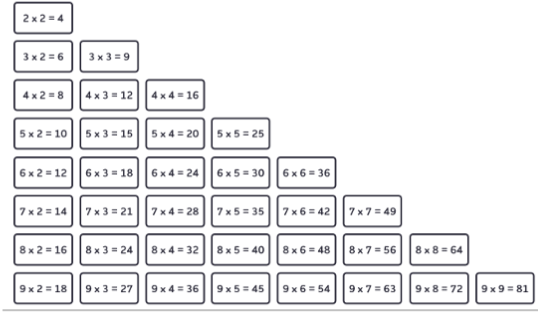 2 x 2 = 4
3 x 2 = 6 3 x 3 = 9
4 x 2 = 8 4 x 3 = 12 4 x 4 = 16
5 x 2 = 10 5 x 3 = 15 5 x 4 = 20 5 x 5 = 25
6 x 2 = 12 6 x 3 = 18 6 x 4 = 24 6 x 5 = 30 6 x 6 = 36
7 x 2 = 14 7 x 3 = 21 7 x 4 = 28 7 x 5 = 35 7 x 6 = 42 7 x 7 = 49
8 x 2 = 16 8 x 3 = 24 8 x 4 = 32 8 x 5 = 40 8 x 6 = 48 8 x 7 = 56 8 x 8 = 64
9 x 2 = 18 9 x 3 = 27 9 x 4 = 36 9 x 5 = 45 9 x 6 = 54 9 x 7 = 63 9 x 8 = 72 9 x 9 = 81